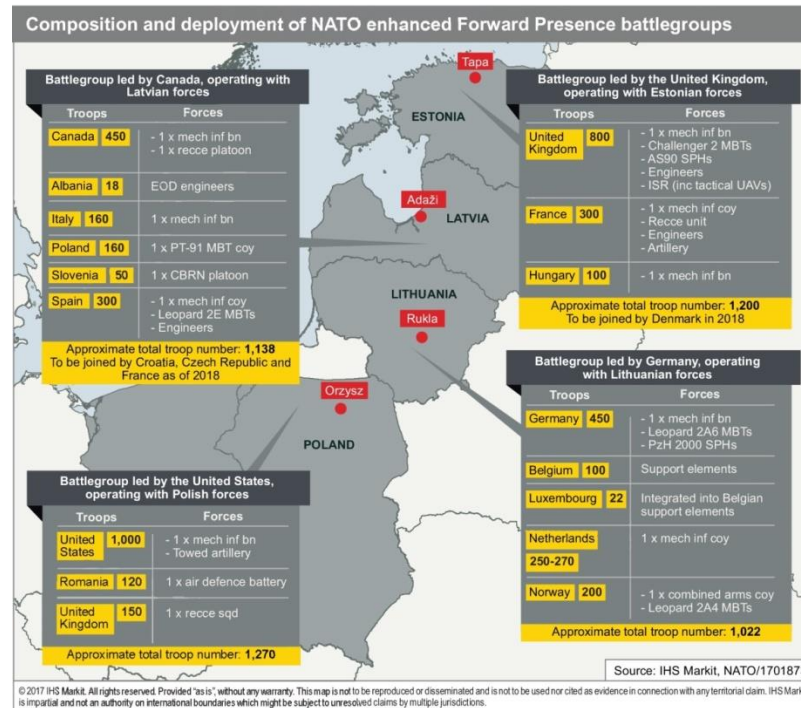 Composition and deployment of NATO enhanced Forward Presence battlegroups
Battlegroup led by Canada, operating with
Latvian forces
Troops Forces
Canada 450 - 1 x mech inf bn
- 1 x recce platoon
Albania 18 EOD engineers
Italy 160 1 x mech inf bn
Poland 160 1 x PT-91 MBT coy
Slovenia 50 1 x CBRN platoon
Spain 300 - 1 x mech inf coy
- Leopard 2E MBTs
- Engineers
Approximate total troop number: 1,138
To be joined by Croatia, Czech Republic and
France as of 2018
Tapa
ESTONIA
Adaži
LATVIA
LITHUANIA
Rukla
Orzysz
POLAND
Battlegroup led by the United Kingdom,
operating with Estonian forces
Troops Forces
United
Kingdom 800 - 1 x mech inf bn
- Challenger 2 MBTs
- AS90 SPHs
- Engineers
- ISR (inc tactical UAVs)
France 300 - 1 x mech inf coy
- Recce unit
- Engineers
- Artillery
Hungary 100 - 1 x mech inf bn
Approximate total troop number: 1,200
To be joined by Denmark in 2018
Battlegroup led by Germany, operating
with Lithuanian forces
Troops Forces
Germany 450 - 1 x mech inf bn
- Leopard 2A6 MBTs
- PzH 2000 SPHs
Belgium 100 Support elements
Luxembourg 22 Integrated into Belgian
support elements
Netherlands 1 x mech inf coy
250-270
Norway 200 - 1 x combined arms coy
- Leopard 2A4 MBTs
Approximate total troop number: 1,022
Battlegroup led by the United States,
operating with Polish forces
Troops Forces
United
States 1,000 - 1 x mech inf bn
- Towed artillery
Romania 120 1 x air defence battery
United
Kingdom 150 1 x recce sqd
Approximate total troop number: 1,270
Source: IHS Markit, NATO/170187
© 2017 IHS Markit. All rights reserved. Provided "as is", without any warranty. This map is not to be reproduced or disseminated and is not to be used nor cited as evidence in connection with any territorial claim. IHS Mark
is impartial and not an authority on international boundaries which might be subject to unresolved claims by multiple jurisdictions.